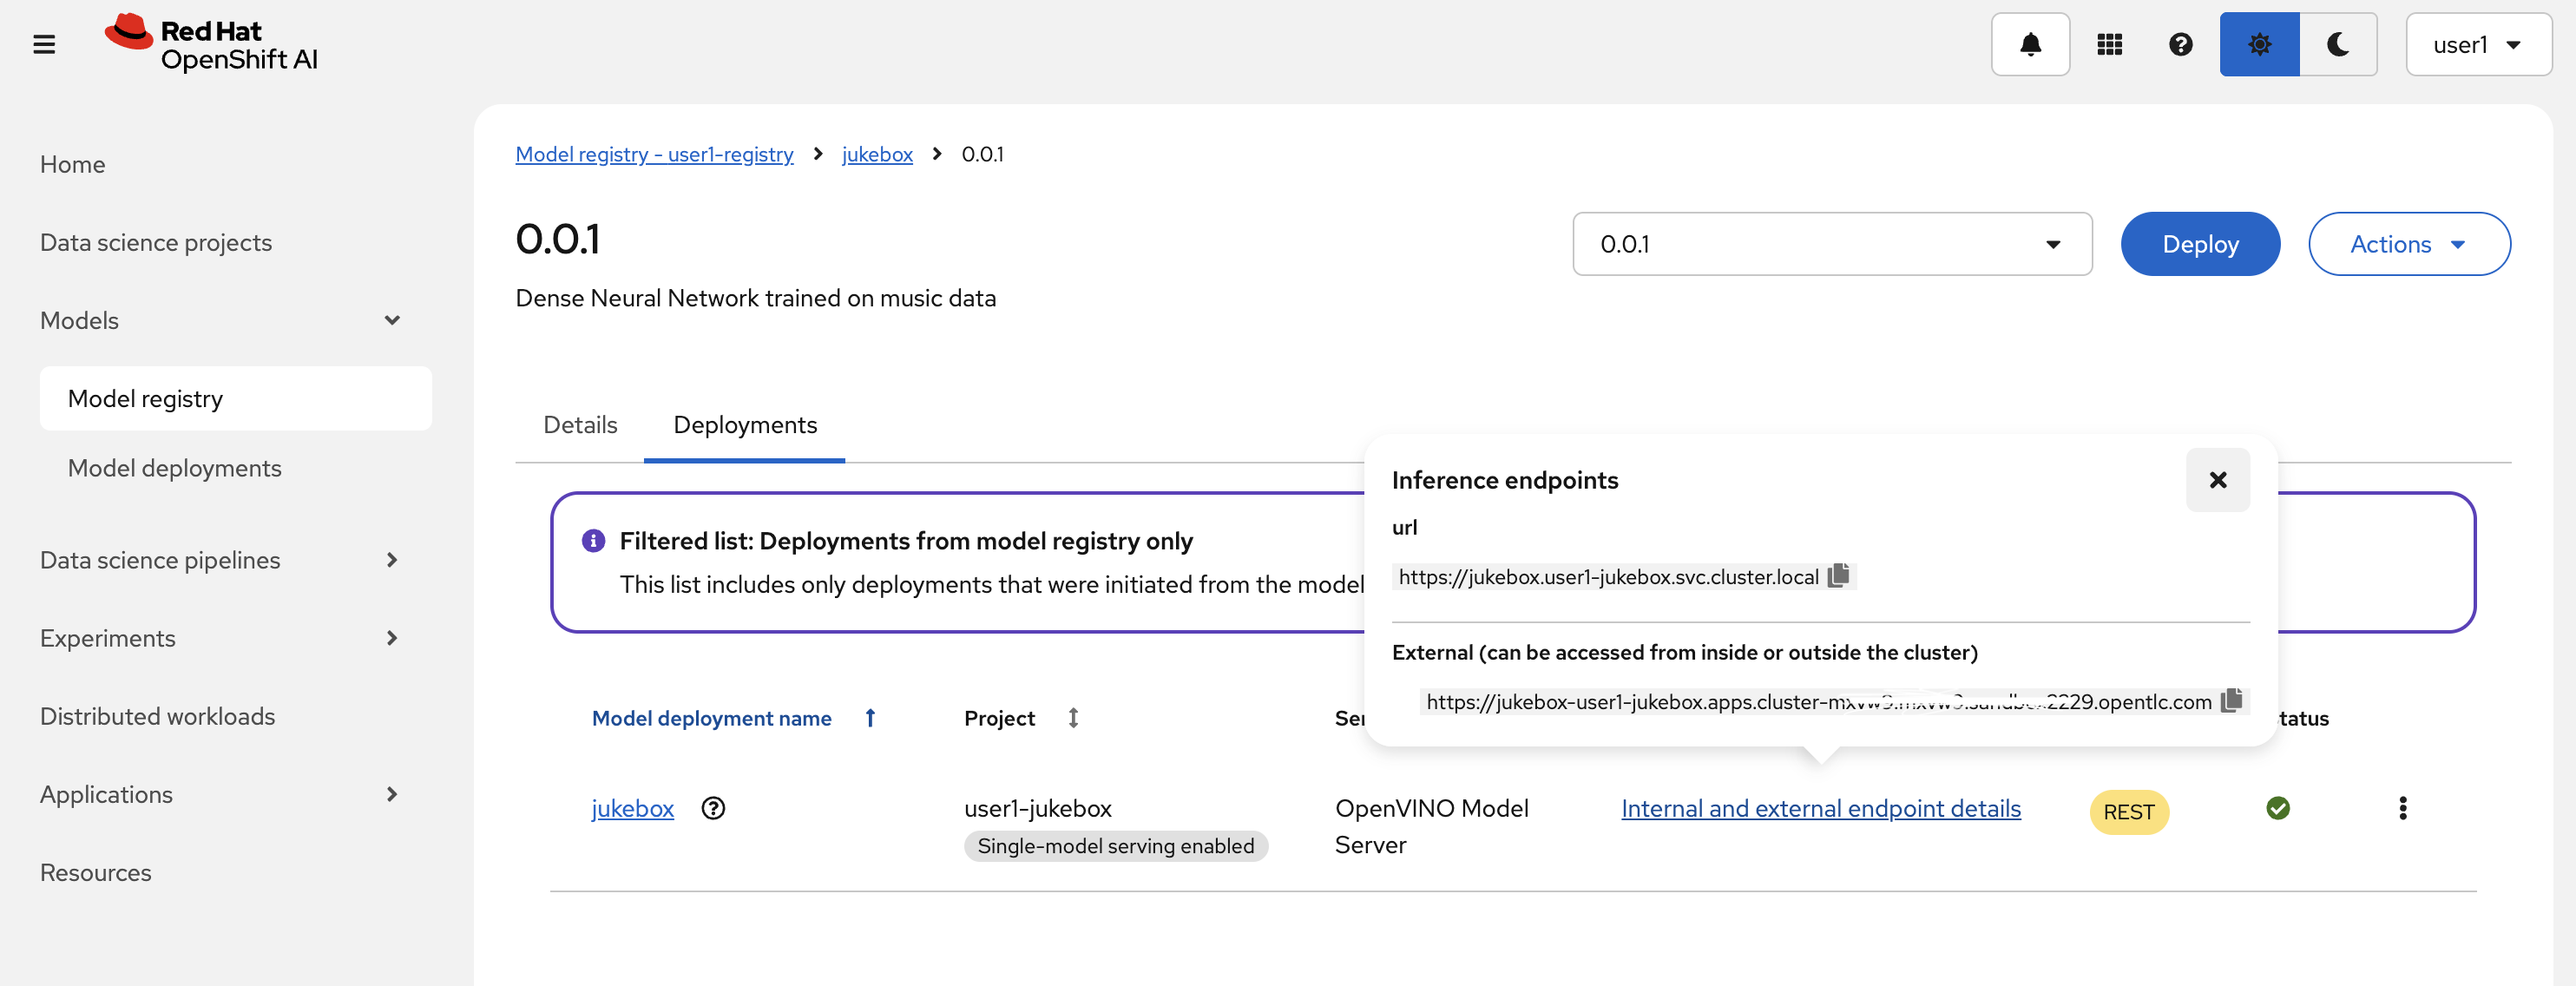 Red Hat
OpenShift AI
user1
Home
Data science projects
Models
Model registry
Model deployments
Data science pipelines
Experiments
Distributed workloads
Applications
Resources
Model registry - user1-registry
jukebox
0.0.1
0.0.1
0.0.1
Deploy
Actions
Dense Neural Network trained on music data
Details
Deployments
Filtered list: Deployments from model registry only
This list includes only deployments that were initiated from the model
Inference endpoints
url
https://jukebox.user1-jukebox.svc.cluster.local
External (can be accessed from inside or outside the cluster)
https://jukebox-user1-jukebox.apps.cluster-
2229.opentlc.com
Model deployment name
Project
Ser
tatus
jukebox
user1-jukebox
Single-model serving enabled
OpenVINO Model
Server
Internal and external endpoint details
REST